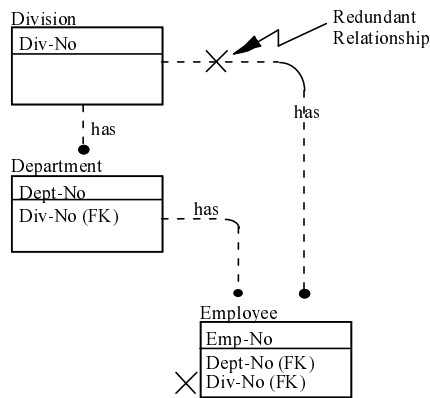 Division
Div-No
Redundant
Relationship
has
has
Department
Dept-No
Div-No (FK)
has
Employee
Emp-No
Dept-No (FK)
Div-No (FK)